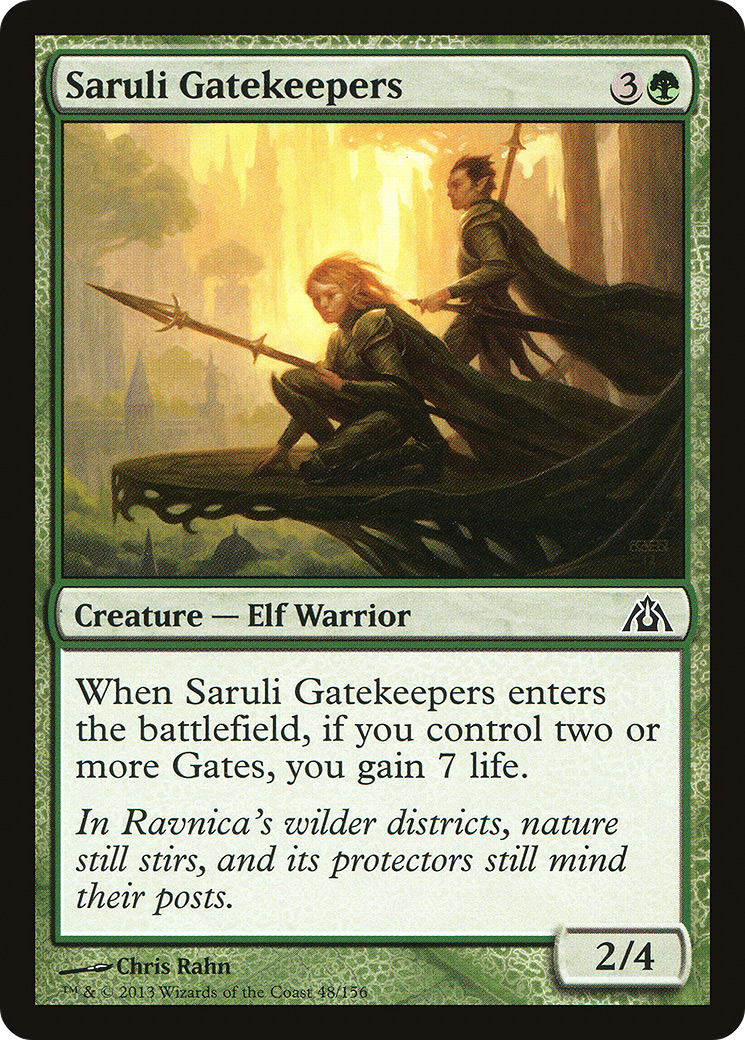 Saruli Gatekeepers 3
Creature — Elf Warrior
When Saruli Gatekeepers enters
the battlefield, if you control two or
more Gates, you gain 7 life.
In Ravnica's wilder districts, nature
still stirs, and its protectors still mind
their posts.
2/4
Chris Rahn
™ & © 2013 Wizards of the Coast 48/156